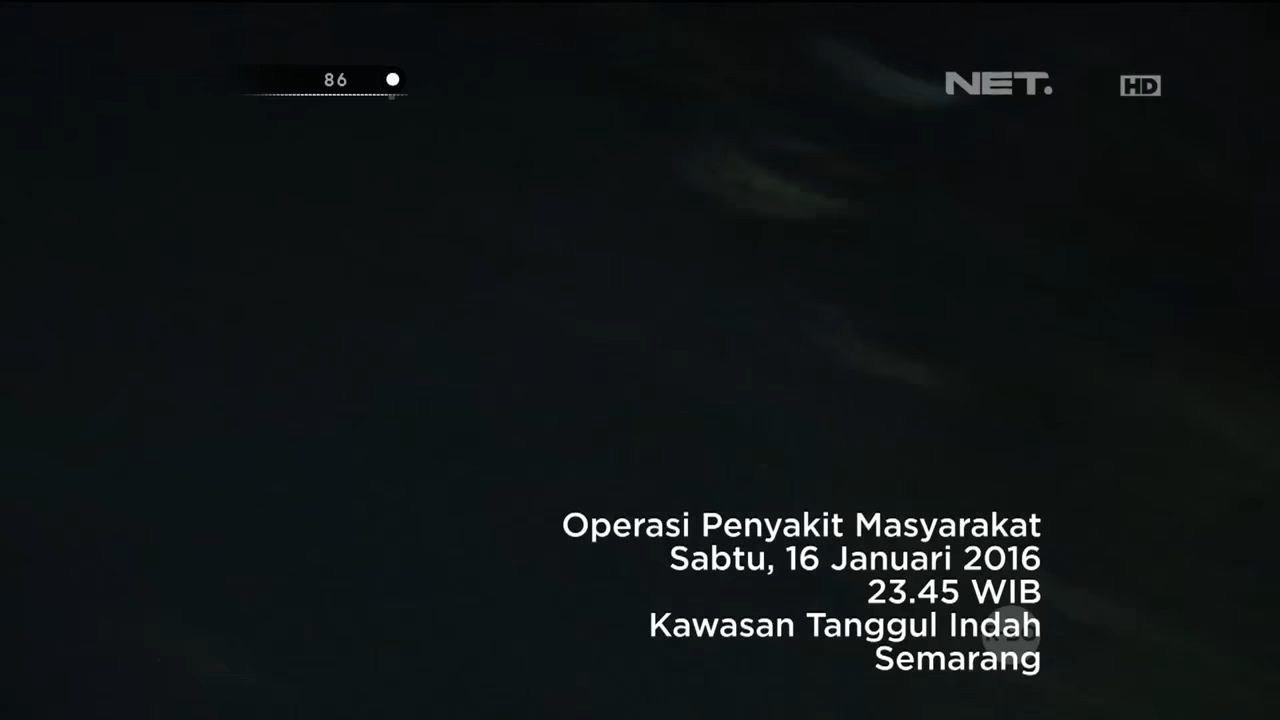 86
NET.
HD
Operasi Penyakit Masyarakat
Sabtu, 16 Januari 2016
23.45 WIB
Kawasan Tanggul Indah
Semarang